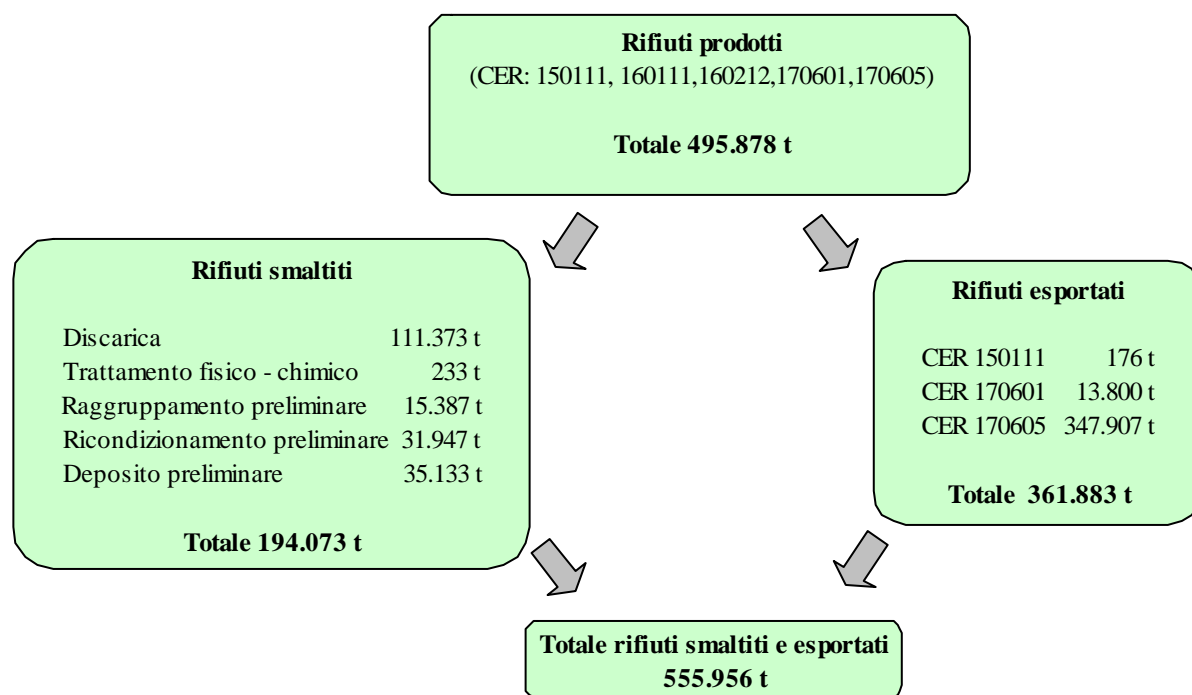 Rifiuti prodotti
(CER: 150111, 160111,160212,170601,170605)
Totale 495.878 t
Rifiuti smaltiti
Discarica 111.373 t
Trattamento fisico - chimico 233 t
Raggruppamento preliminare 15.387 t
Ricondizionamento preliminare 31.947 t
Deposito preliminare 35.133 t
Totale 194.073 t
Rifiuti esportati
CER 150111 176 t
CER 170601 13.800 t
CER 170605 347.907 t
Totale 361.883 t
Totale rifiuti smaltiti e esportati
555.956 t